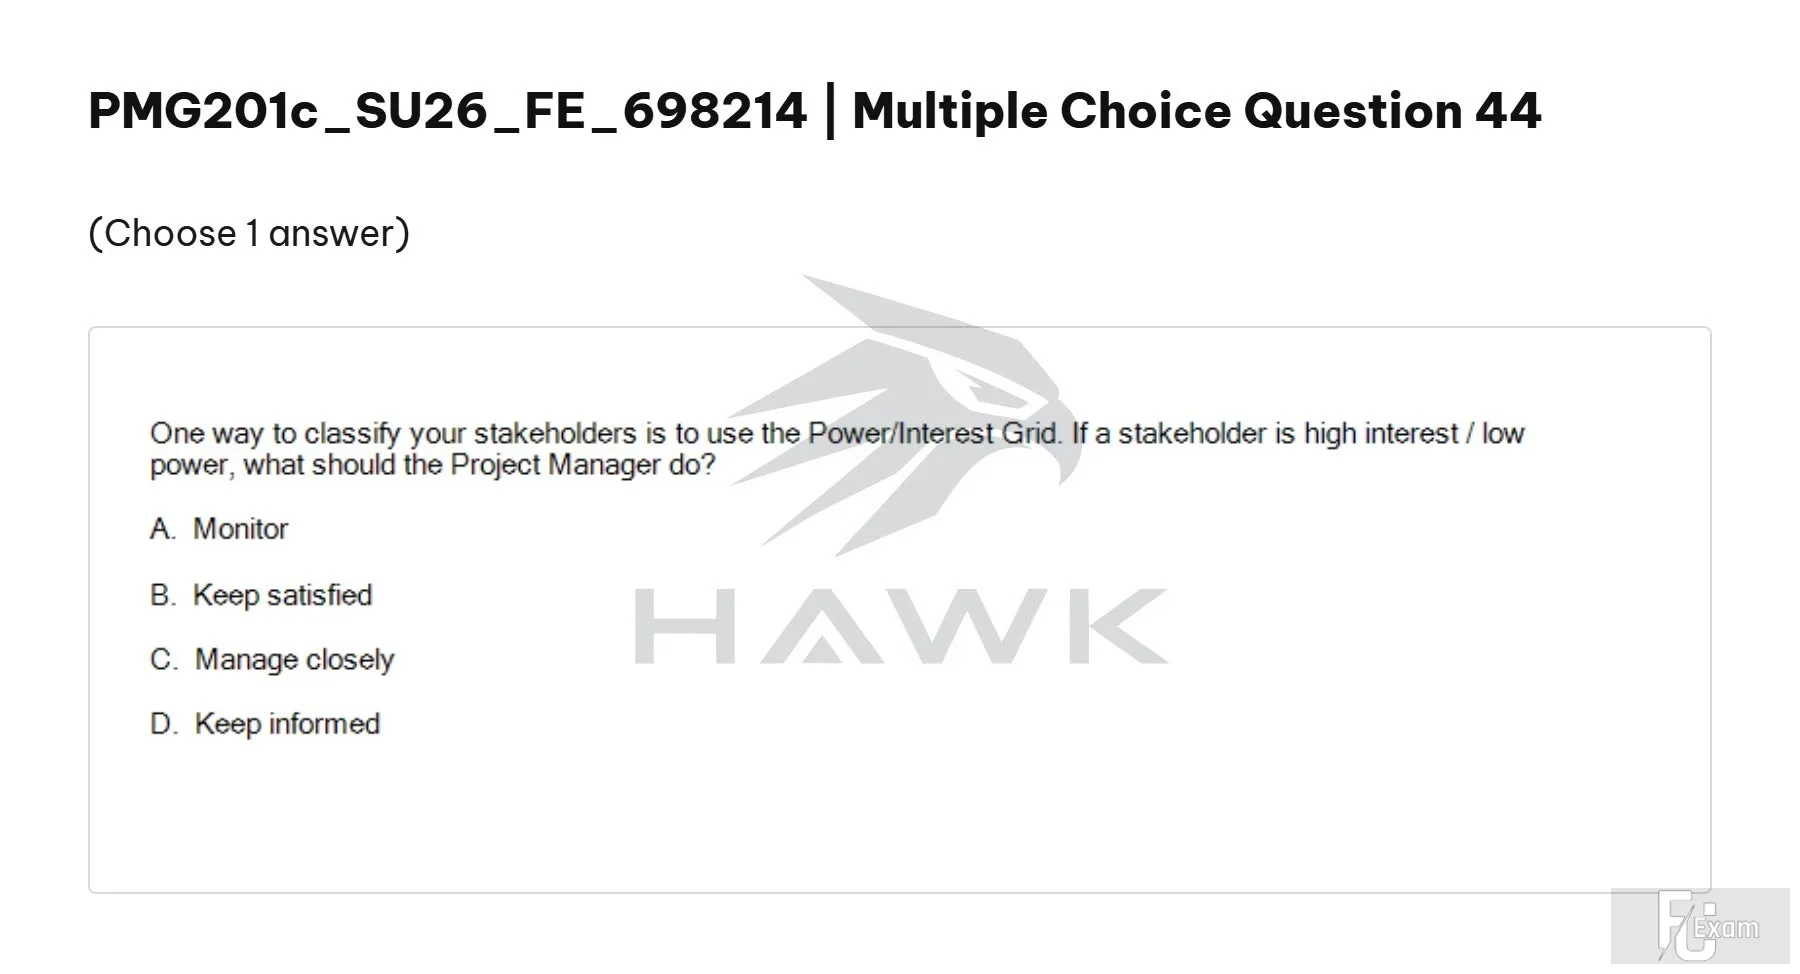 PMG201c_SU26_FE_698214 | Multiple Choice Question 44
(Choose 1 answer)
One way to classify your stakeholders is to use the Power/Interest Grid. If a stakeholder is high interest / low
power, what should the Project Manager do?
A. Monitor
B. Keep satisfied
C. Manage closely
D. Keep informed
HAWK
FU Exam